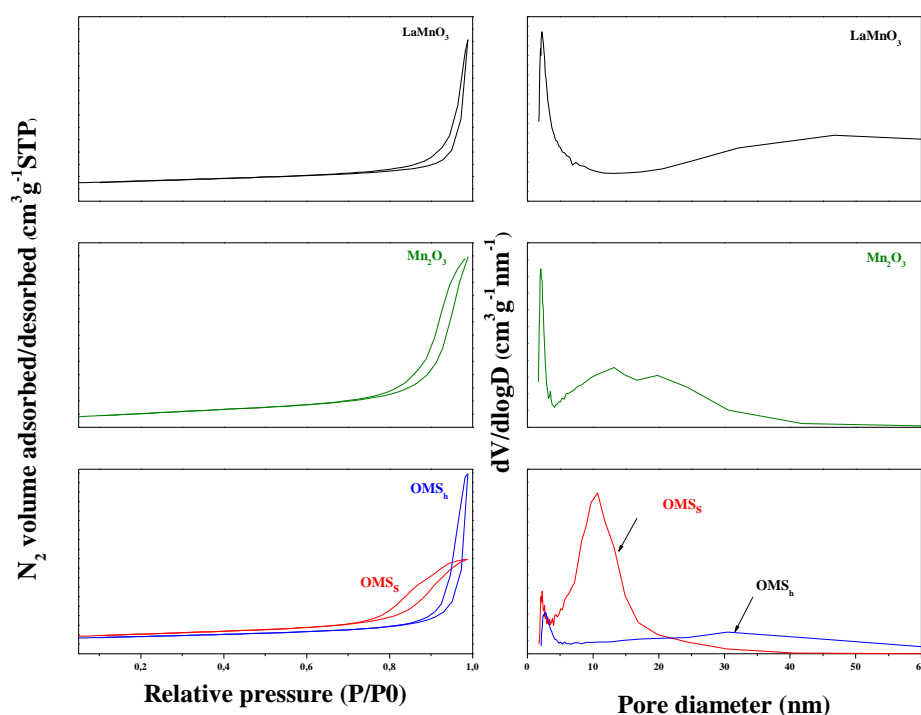 N₂ volume adsorbed/desorbed (cm³g⁻¹STP)
LaMnO₃
Mn₂O₃
OMSₕ
OMSS
0,2 0,4 0,6 0,8 1,0
Relative pressure (P/P0)
dV/dlogD (cm³g⁻¹nm⁻¹)
LaMnO₃
Mn₂O₃
OMSS
OMSₕ
0 10 20 30 40 50 60
Pore diameter (nm)